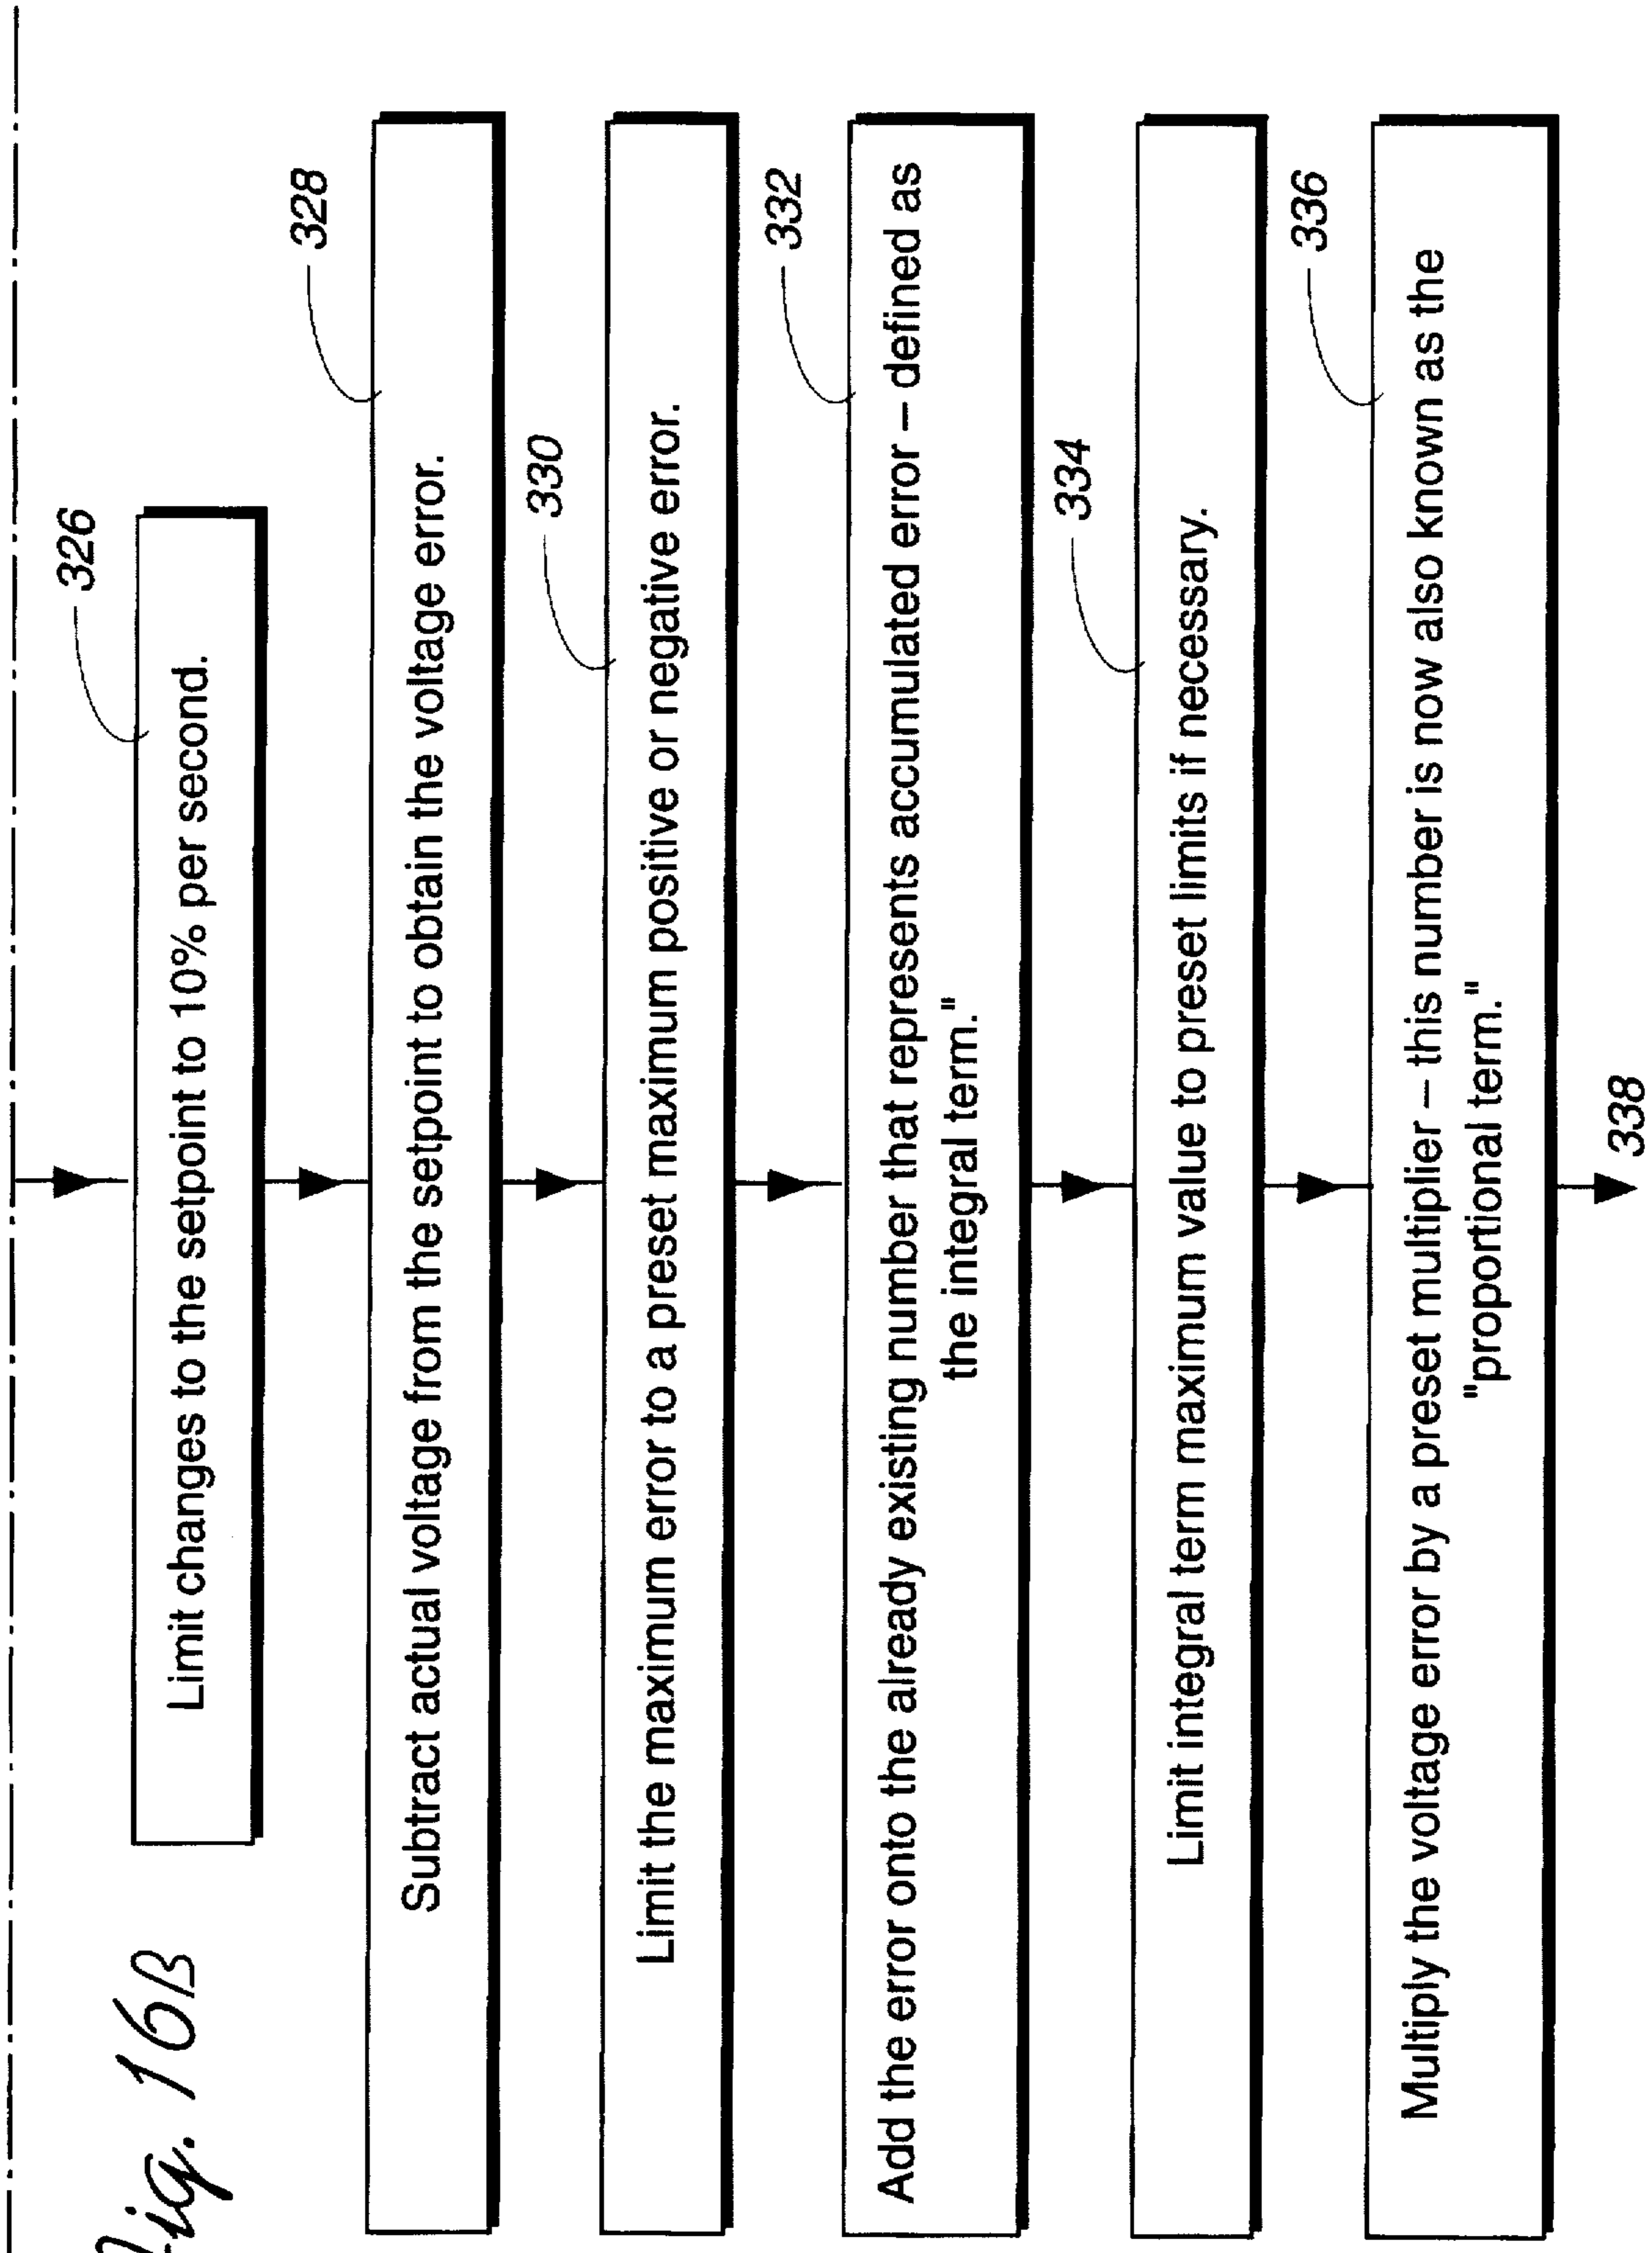 Fig. 16B
326
Limit changes to the setpoint to 10% per second.
328
Subtract actual voltage from the setpoint to obtain the voltage error.
330
Limit the maximum error to a preset maximum positive or negative error.
332
Add the error onto the already existing number that represents accumulated error – defined as
the integral term."
334
Limit integral term maximum value to preset limits if necessary.
336
Multiply the voltage error by a preset multiplier – this number is now also known as the
"proportional term."
338